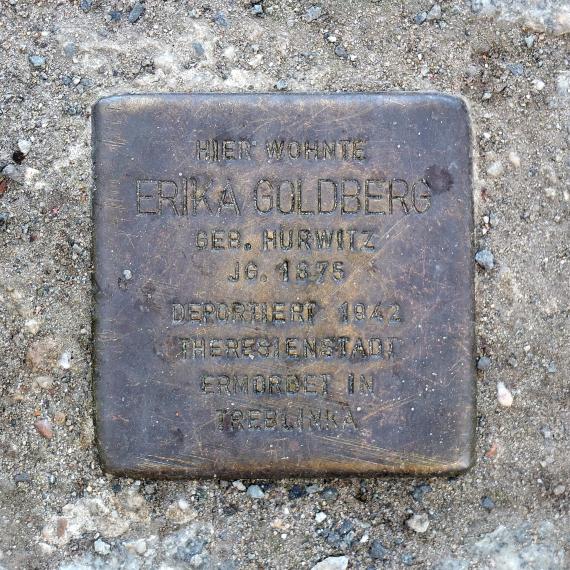 HIER WOHNTE
ERIKA GOLDBERG
GEB. HURWITZ
JG. 1875
DEPORTIERT 1942
THERESIENSTADT
ERMORDET IN
TREBLINKA